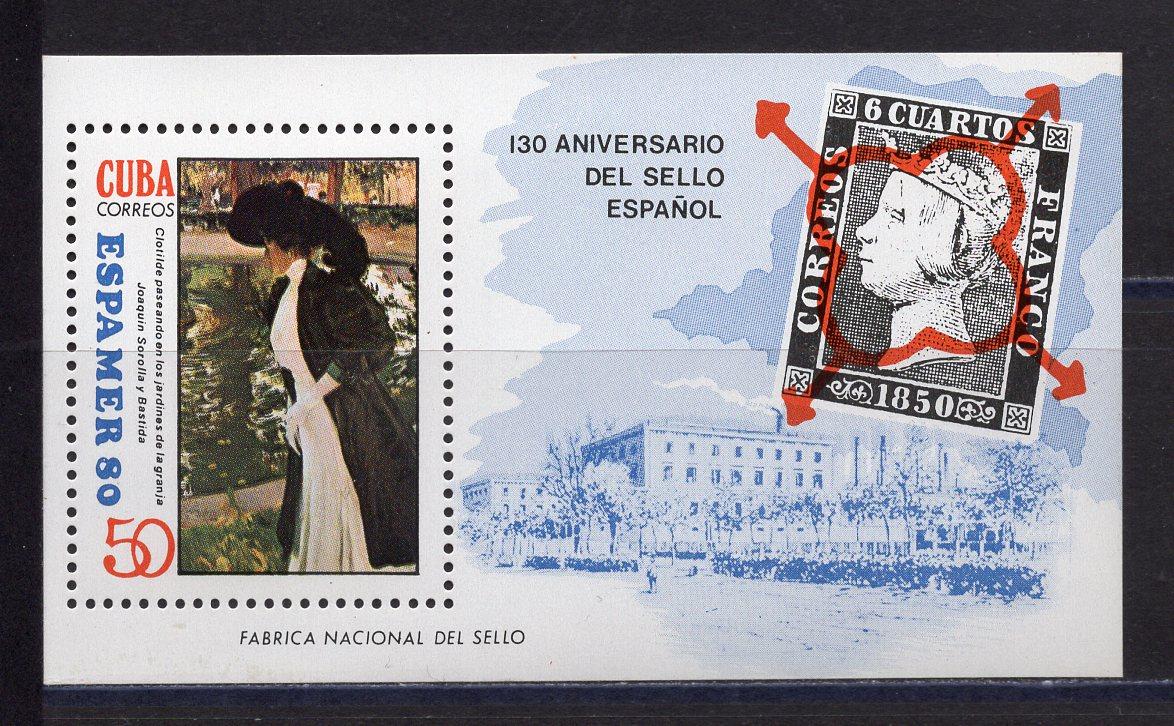 CUBA
CORREOS
ESPAMER 80
Clotilde paseando en los jardines de la granja
Joaquin Sorolla y Bastida
50
130 ANIVERSARIO
DEL SELLO
ESPAÑOL
6 CUARTOS
CORREOS
FRANCO
1850
FABRICA NACIONAL DEL SELLO